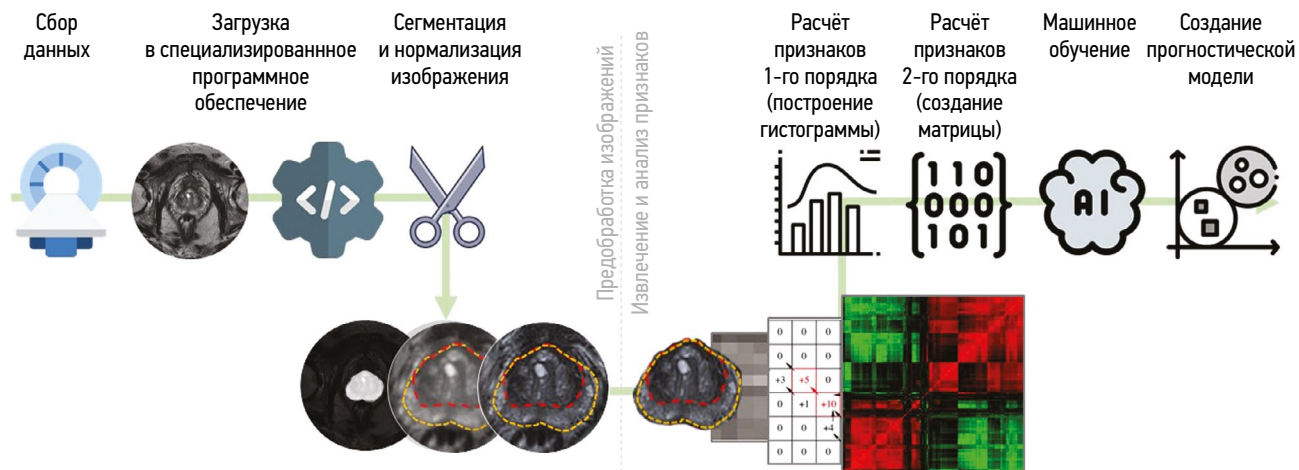 Сбор
данных
Загрузка
в специализированнное
программное
обеспечение
Сегментация
и нормализация
изображения
Предобработка изображений
Извлечение и анализ признаков
Расчёт
признаков
1-го порядка
(построение
гистограммы)
Расчёт
признаков
2-го порядка
(создание
матрицы)
Машинное
обучение
Создание
прогностической
модели
</>
110
000
101
AI
0 0 0
0 0 0
+3 +5 0
0 +1 +10
0 0 +4
0 0 0